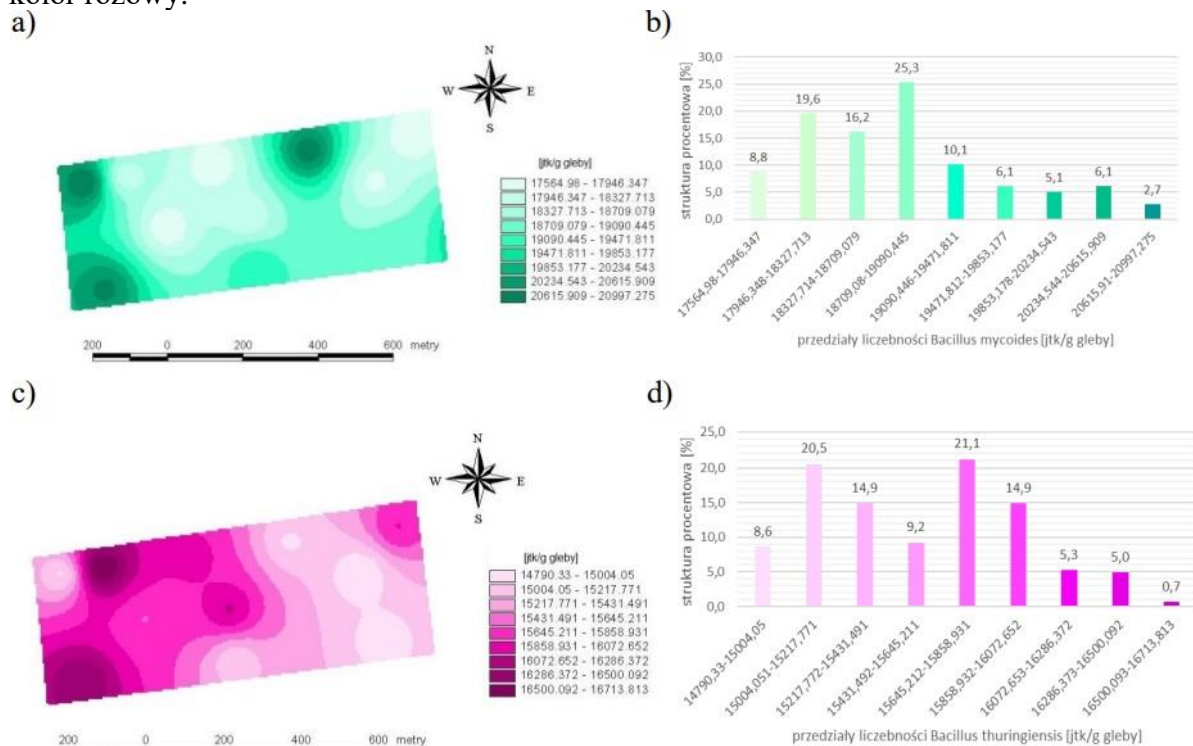 kolor różowy.
a)
N
W E
S
[jtk/g gleby]
17564.98 - 17946.347
17946.347 - 18327.713
18327.713 - 18709.079
18709.079 - 19090.445
19090.445 - 19471.811
19471.811 - 19853.177
19853.177 - 20234.543
20234.543 - 20615.909
20615.909 - 20997.275
200 0 200 400 600 metry
b)
struktura procentowa [%]
30,0
25,0
20,0
15,0
10,0
5,0
0,0
8,8
19,6
16,2
25,3
10,1
6,1
5,1
6,1
2,7
17564,98-17946,347
17946,348-18327,713
18327,714-18709,079
18709,08-19090,445
19090,446-19471,811
19471,812-19853,177
19853,178-20234,543
20234,544-20615,909
20615,91-20997,275
przedziały liczebności Bacillus mycoides [jtk/g gleby]
c)
N
W E
S
[jtk/g gleby]
14790.33 - 15004.05
15004.05 - 15217.771
15217.771 - 15431.491
15431.491 - 15645.211
15645.211 - 15858.931
15858.931 - 16072.652
16072.652 - 16286.372
16286.372 - 16500.092
16500.092 - 16713.813
200 0 200 400 600 metry
d)
struktura procentowa [%]
25,0
20,0
15,0
10,0
5,0
0,0
8,6
20,5
14,9
9,2
21,1
14,9
5,3
5,0
0,7
14790,33-15004,05
15004,051-15217,771
15217,772-15431,491
15431,492-15645,211
15645,212-15858,931
15858,932-16072,652
16072,653-16286,372
16286,373-16500,092
16500,093-16713,813
przedziały liczebności Bacillus thuringiensis [jtk/g gleby]